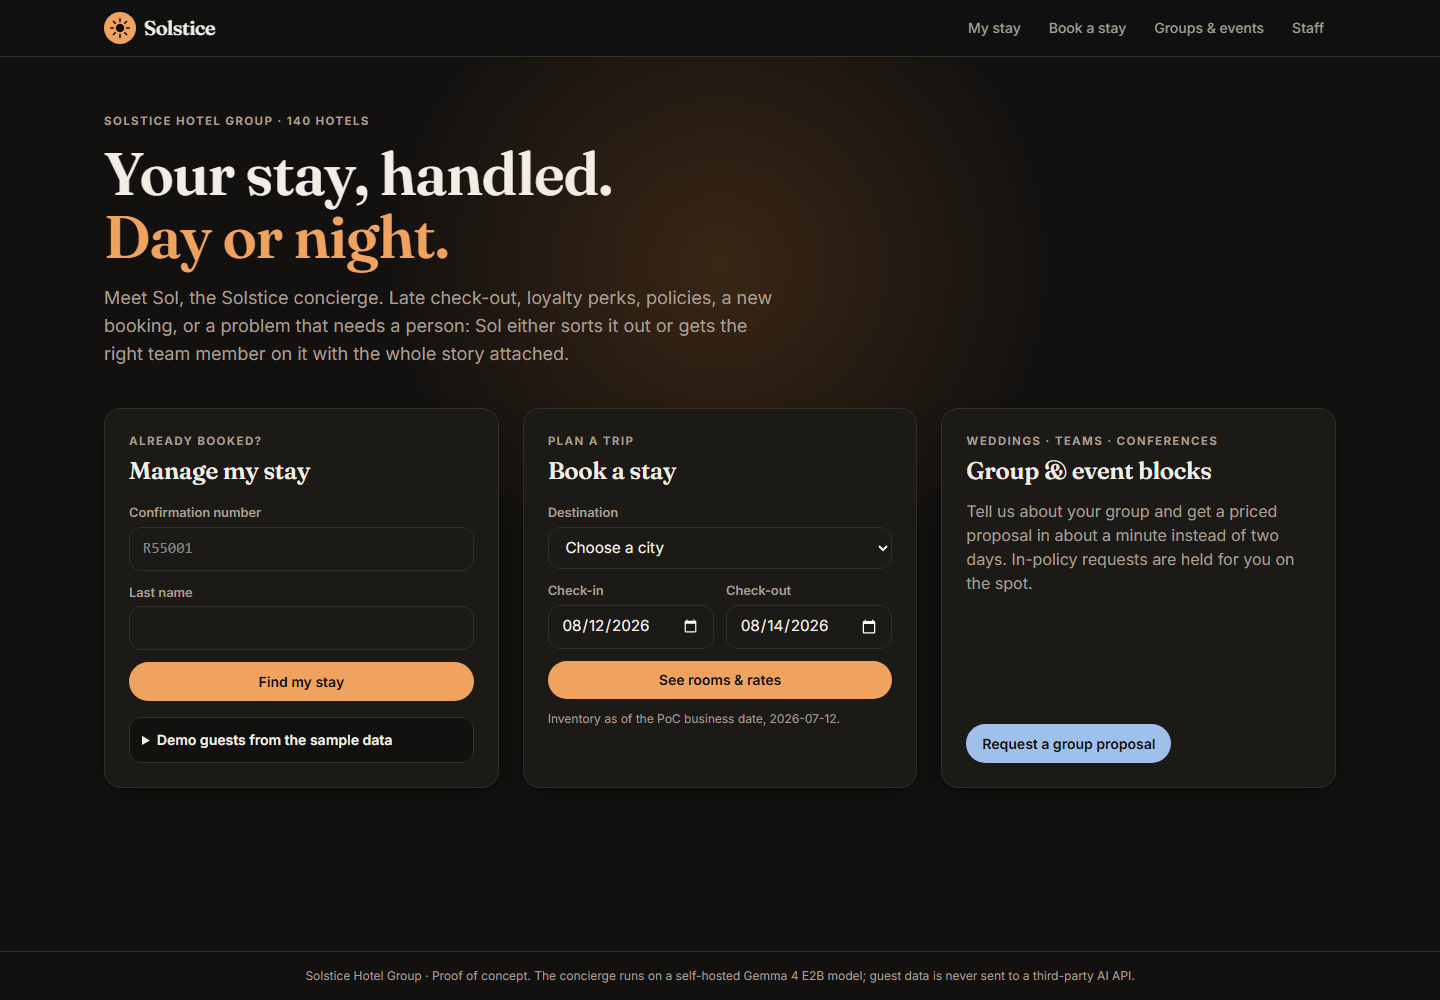 Solstice
My stay
Book a stay
Groups & events
Staff
SOLSTICE HOTEL GROUP · 140 HOTELS
Your stay, handled.
Day or night.
Meet Sol, the Solstice concierge. Late check-out, loyalty perks, policies, a new
booking, or a problem that needs a person: Sol either sorts it out or gets the
right team member on it with the whole story attached.
ALREADY BOOKED?
Manage my stay
Confirmation number
R55001
Last name
Find my stay
Demo guests from the sample data
PLAN A TRIP
Book a stay
Destination
Choose a city
Check-in
Check-out
08/12/2026
08/14/2026
See rooms & rates
Inventory as of the PoC business date, 2026-07-12.
WEDDINGS · TEAMS · CONFERENCES
Group & event blocks
Tell us about your group and get a priced
proposal in about a minute instead of two
days. In-policy requests are held for you on
the spot.
Request a group proposal
Solstice Hotel Group · Proof of concept. The concierge runs on a self-hosted Gemma 4 E2B model; guest data is never sent to a third-party AI API.